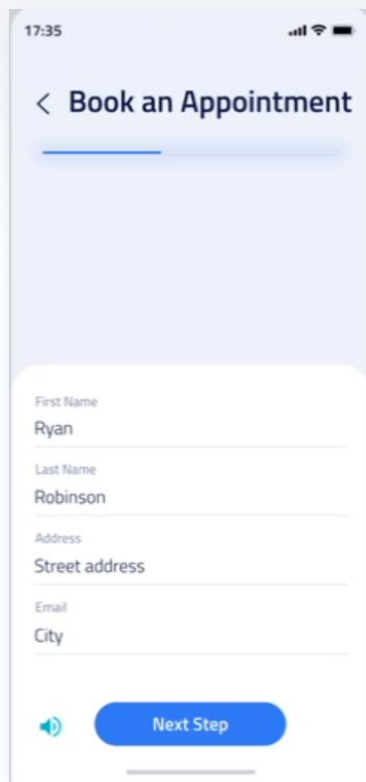 17:35
Book an Appointment
First Name
Ryan
Last Name
Robinson
Address
Street address
Email
City
Next Step